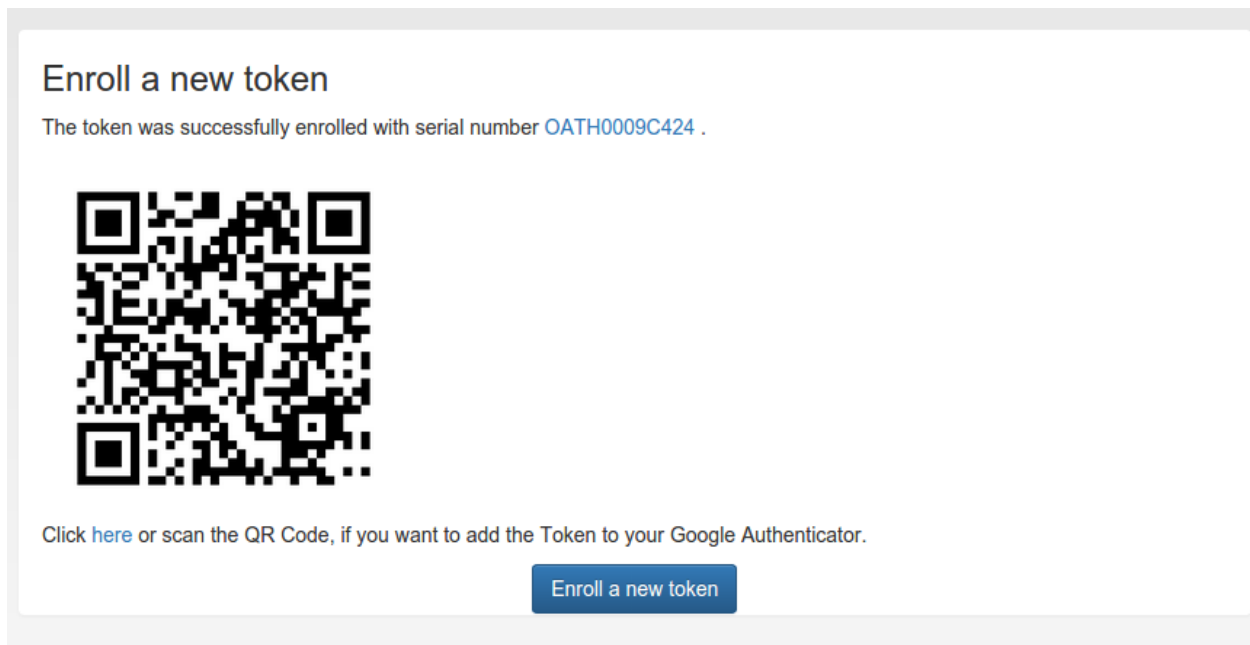 Enroll a new token
The token was successfully enrolled with serial number OATH0009C424 .
Click here or scan the QR Code, if you want to add the Token to your Google Authenticator.
Enroll a new token